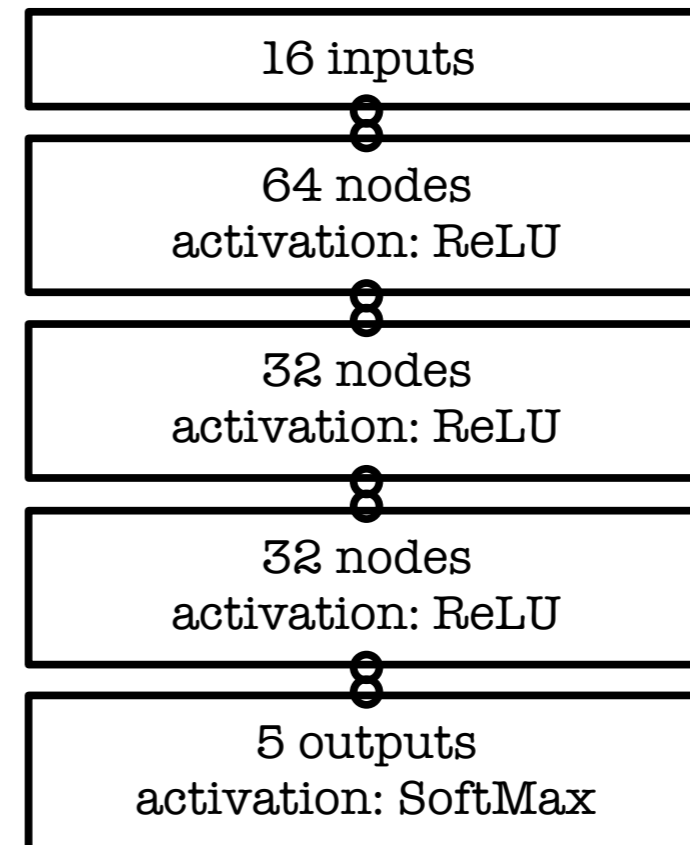 16 inputs
64 nodes
activation: ReLU
32 nodes
activation: ReLU
32 nodes
activation: ReLU
5 outputs
activation: SoftMax